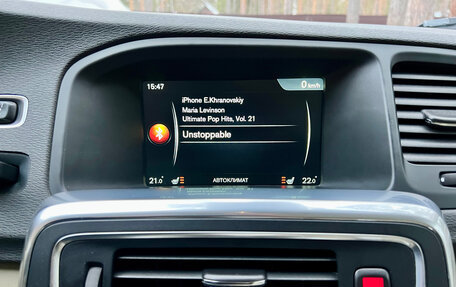 15:47
0 km/h
iPhone E.Khranovskiy
Maria Levinson
Ultimate Pop Hits, Vol. 21
Unstoppable
21.0° АВТОКЛИМАТ 22.0°